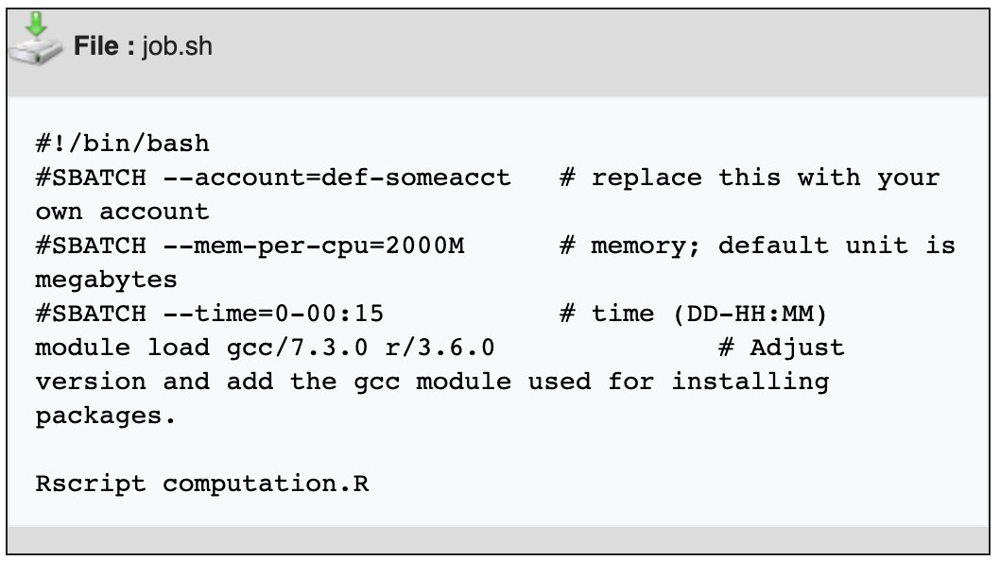 File : job.sh
#!/bin/bash
#SBATCH --account=def-someacct   # replace this with your
own account
#SBATCH --mem-per-cpu=2000M      # memory; default unit is
megabytes
#SBATCH --time=0-00:15           # time (DD-HH:MM)
module load gcc/7.3.0 r/3.6.0              # Adjust
version and add the gcc module used for installing
packages.
Rscript computation.R